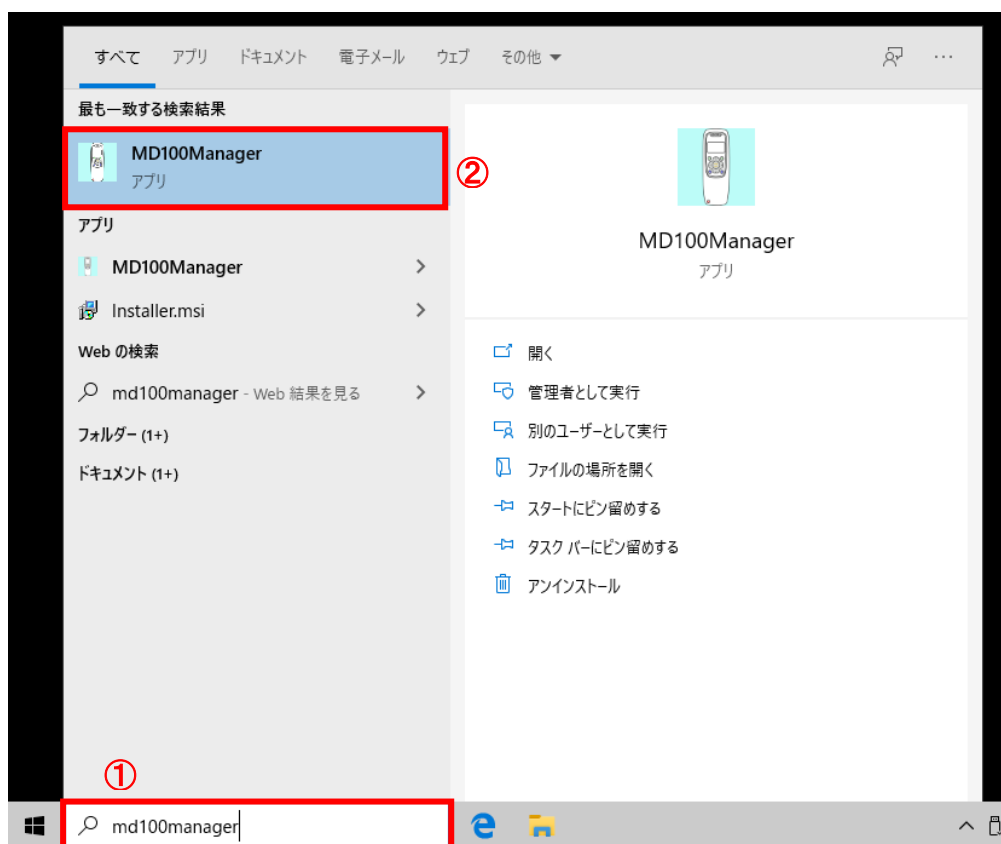 すべて アプリ ドキュメント 電子メール ウェブ その他 ▼ ...
最も一致する検索結果
MD100Manager
アプリ
②
アプリ
MD100Manager
Installer.msi
Web の検索
md100manager - Web 結果を見る
フォルダー (1+)
ドキュメント (1+)
MD100Manager
アプリ
開く
管理者として実行
別のユーザーとして実行
ファイルの場所を開く
スタートにピン留めする
タスク バーにピン留めする
アンインストール
①
md100manager